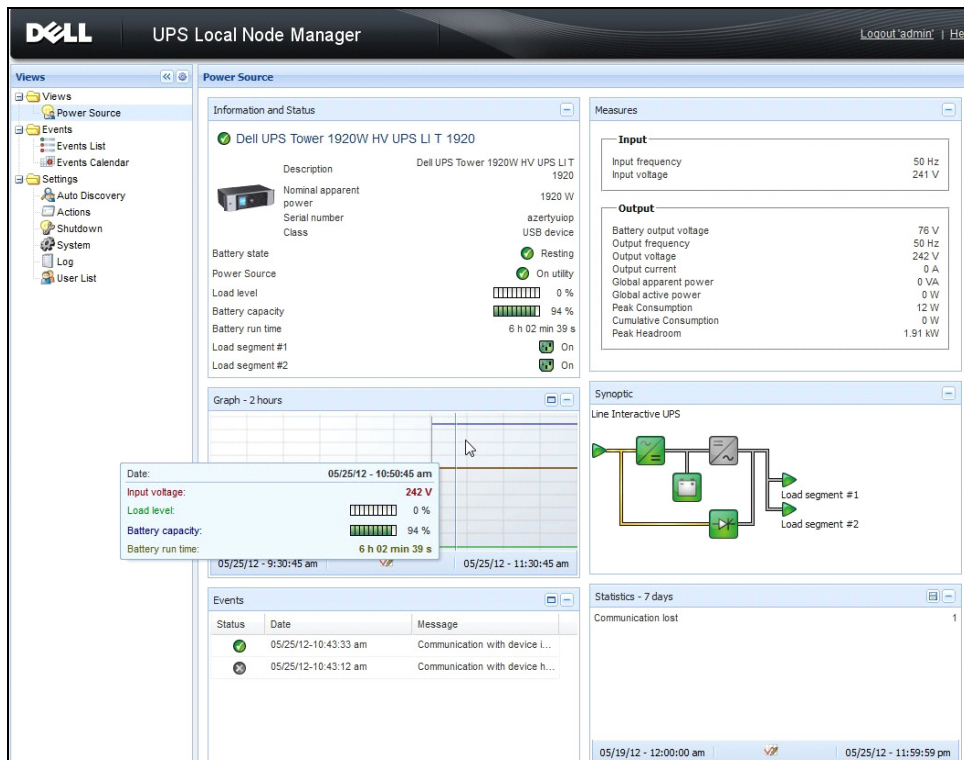 DELL
UPS Local Node Manager
Logout 'admin' | He
Views
Views
Power Source
Events
Events List
Events Calendar
Settings
Auto Discovery
Actions
Shutdown
System
Log
User List
Power Source
Information and Status
Dell UPS Tower 1920W HV UPS LI T 1920
Description Dell UPS Tower 1920W HV UPS LI T
1920
Nominal apparent
power 1920 W
Serial number azertyuiop
Class USB device
Battery state Resting
Power Source On utility
Load level 0 %
Battery capacity 94 %
Battery run time 6 h 02 min 39 s
Load segment #1 On
Load segment #2 On
Measures
Input
Input frequency 50 Hz
Input voltage 241 V
Output
Battery output voltage 76 V
Output frequency 50 Hz
Output voltage 242 V
Output current 0 A
Global apparent power 0 VA
Global active power 0 W
Peak Consumption 12 W
Cumulative Consumption 0 W
Peak Headroom 1.91 kW
Graph - 2 hours
Date: 05/25/12 - 10:50:45 am
Input voltage: 242 V
Load level: 0 %
Battery capacity: 94 %
Battery run time: 6 h 02 min 39 s
05/25/12 - 9:30:45 am 05/25/12 - 11:30:45 am
Synoptic
Line Interactive UPS
Load segment #1
Load segment #2
Events
Status Date Message
05/25/12-10:43:33 am Communication with device i...
05/25/12-10:43:12 am Communication with device h...
Statistics - 7 days
Communication lost 1
05/19/12 - 12:00:00 am 05/25/12 - 11:59:59 pm